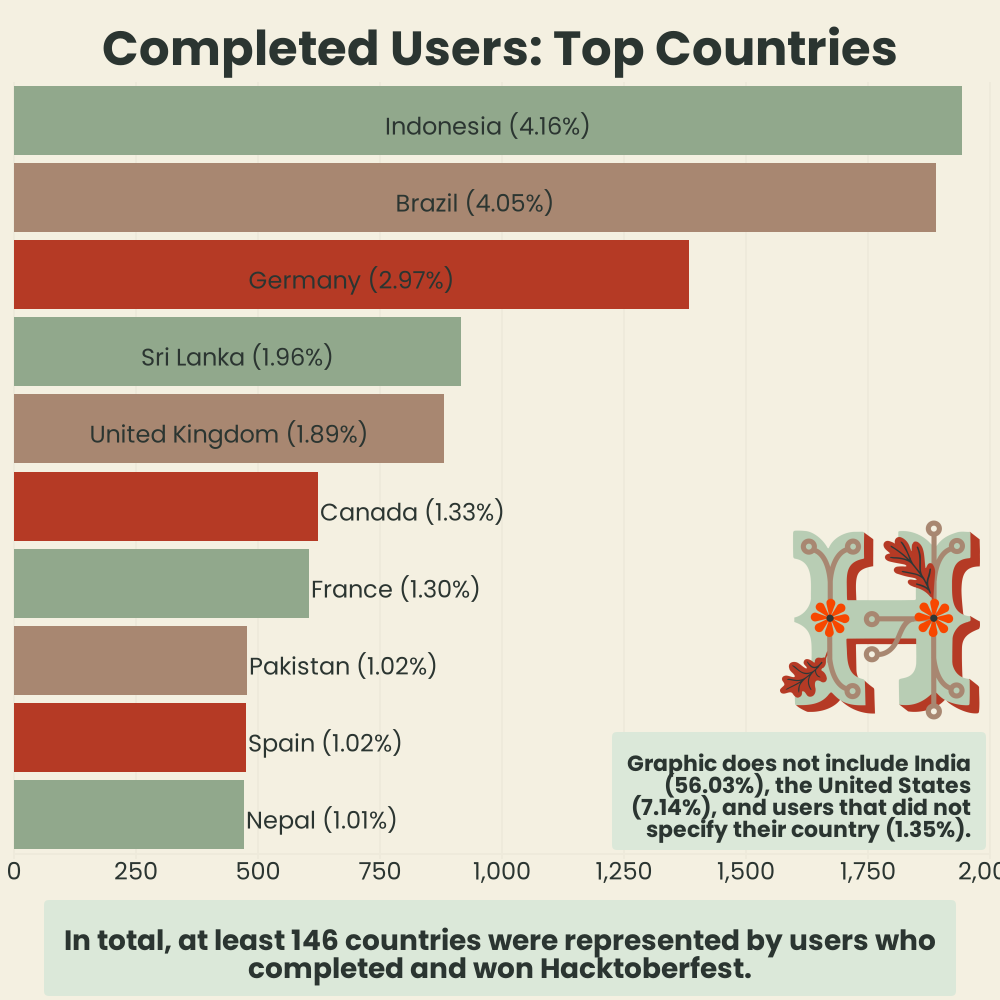 Completed Users: Top Countries
Indonesia (4.16%)
Brazil (4.05%)
Germany (2.97%)
Sri Lanka (1.96%)
United Kingdom (1.89%)
Canada (1.33%)
France (1.30%)
Pakistan (1.02%)
Spain (1.02%)
Nepal (1.01%)
H
Graphic does not include India
(56.03%), the United States
(7.14%), and users that did not
specify their country (1.35%).
0 250 500 750 1,000 1,250 1,500 1,750 2,00
In total, at least 146 countries were represented by users who
completed and won Hacktoberfest.